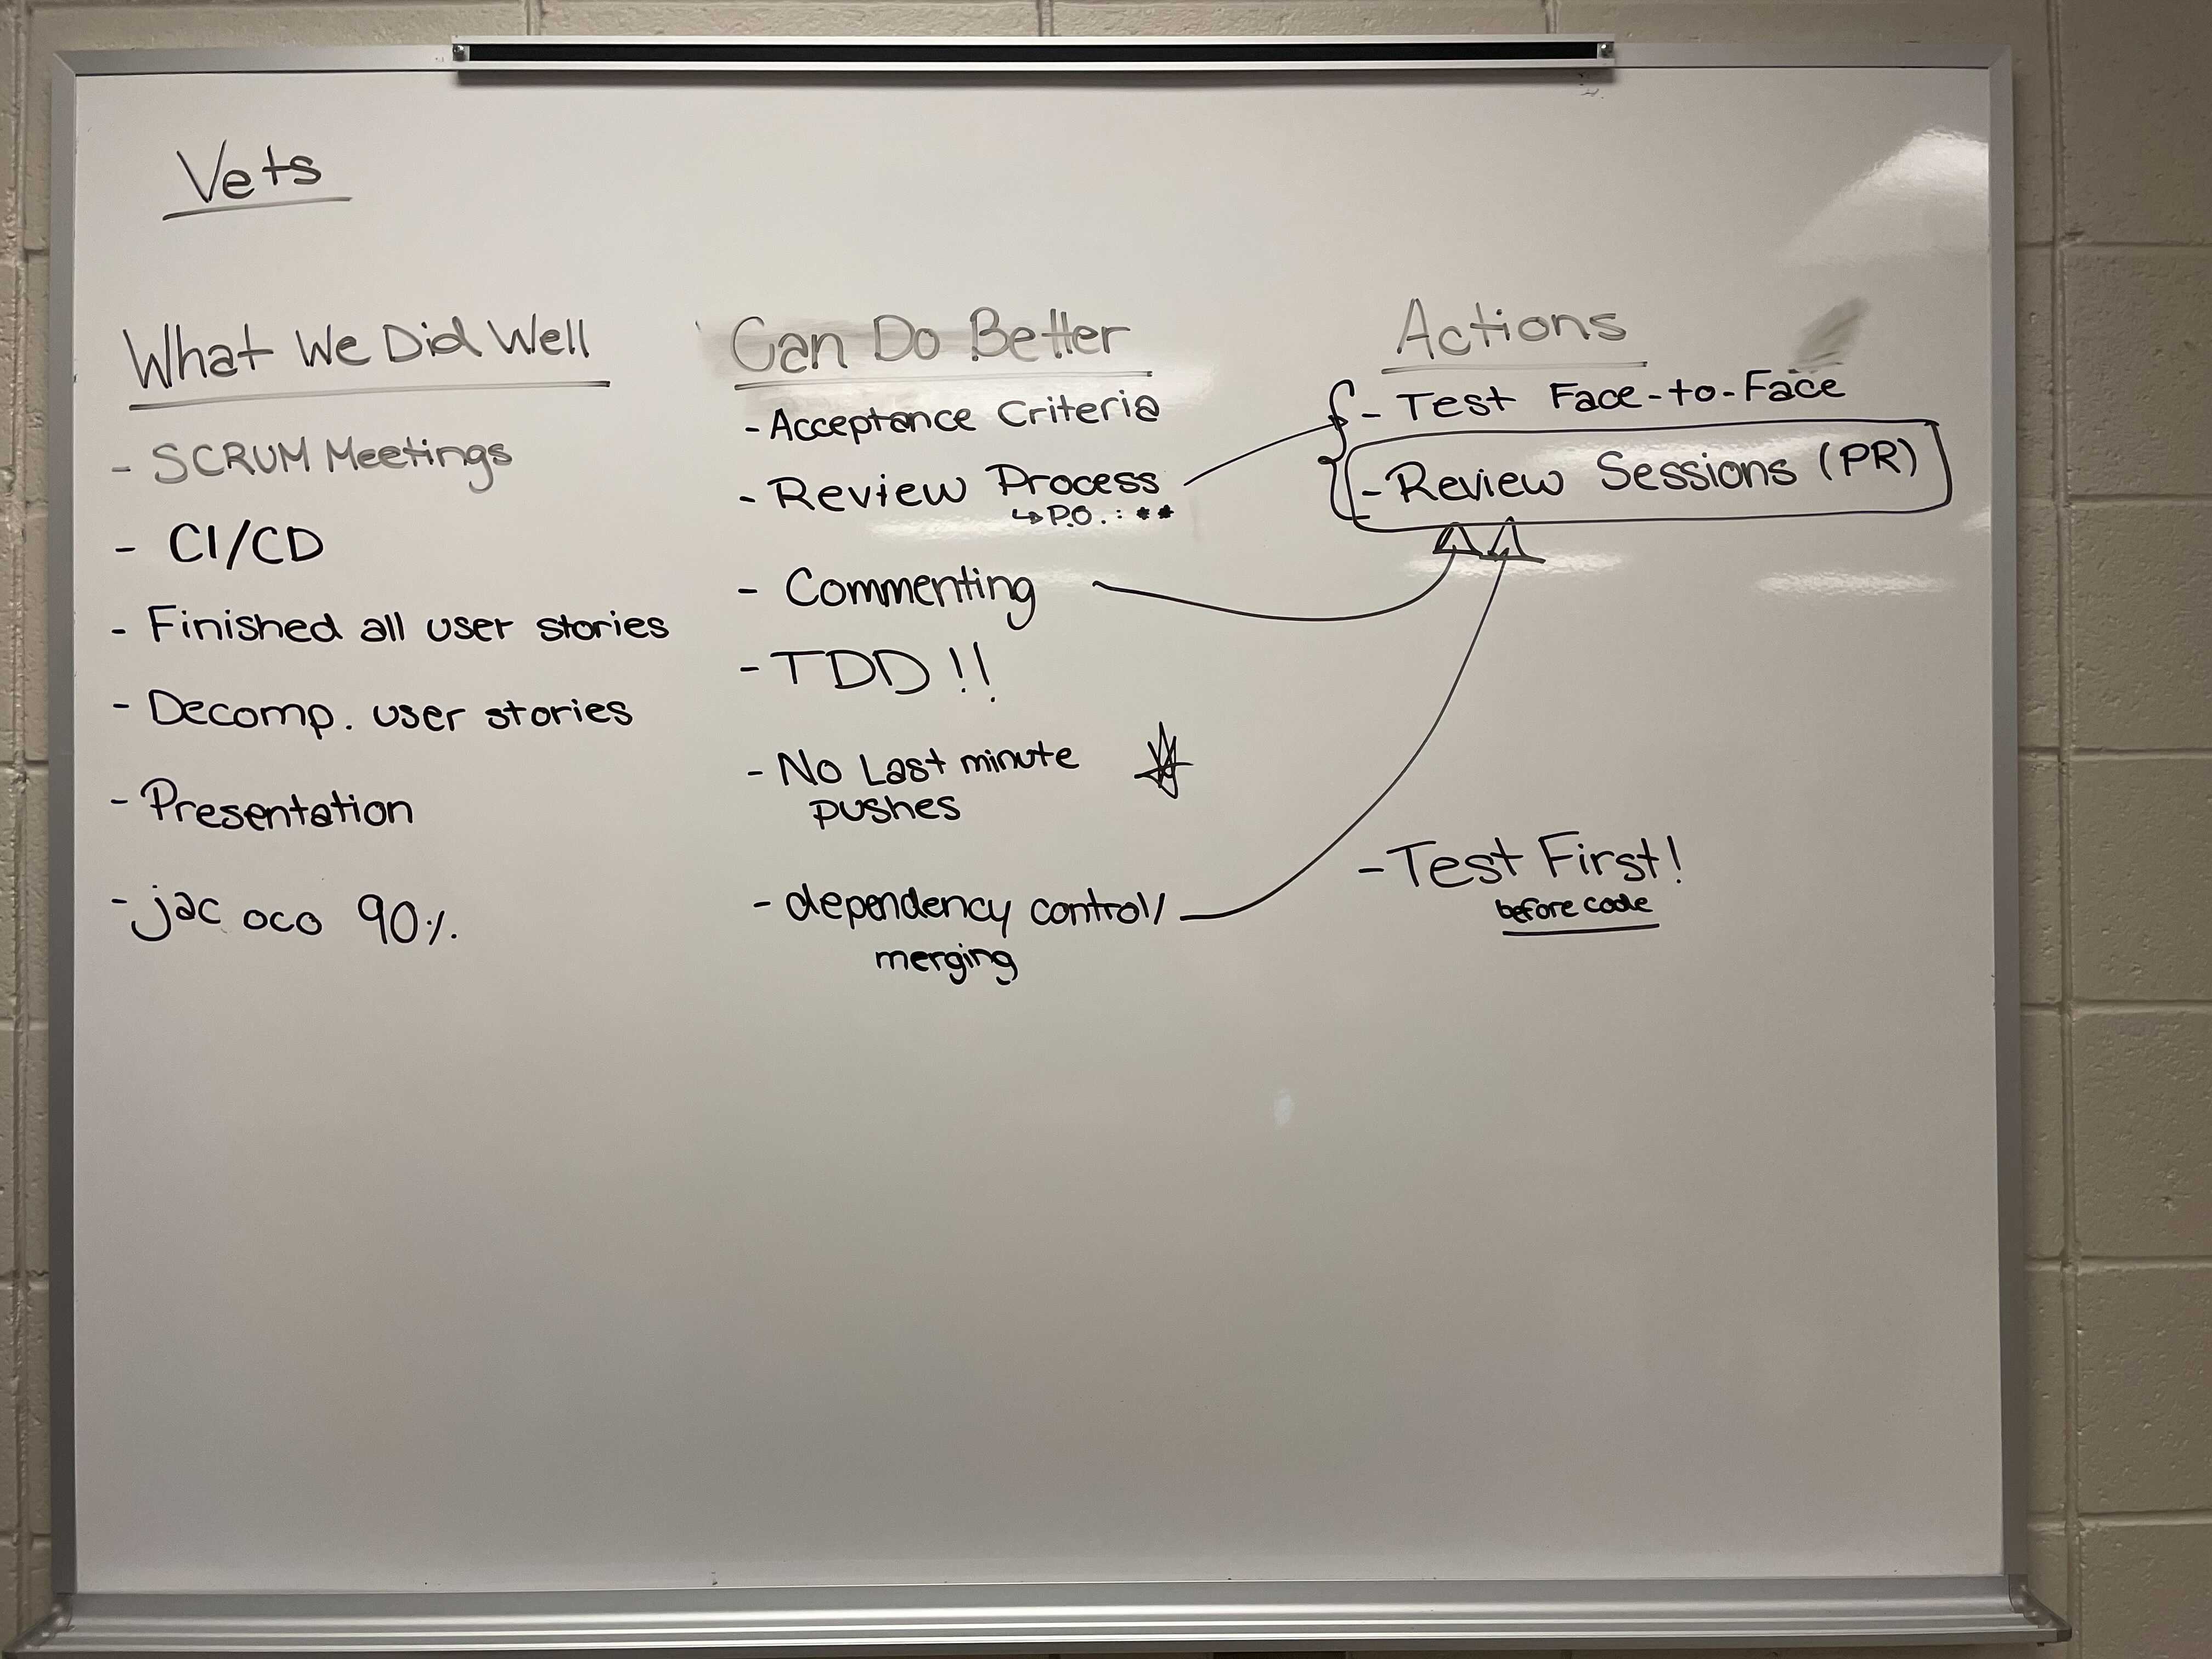 Vets
What We Did Well
- SCRUM Meetings
- CI/CD
- Finished all user stories
- Decomp. user stories
- Presentation
- jac oco 90%
Can Do Better
- Acceptance Criteria
- Review Process
↳ P.O. : **
- Commenting
- TDD !!
- No Last minute
pushes
- dependency control/
merging
Actions
- Test Face-to-Face
- Review Sessions (PR)
- Test First!
before code